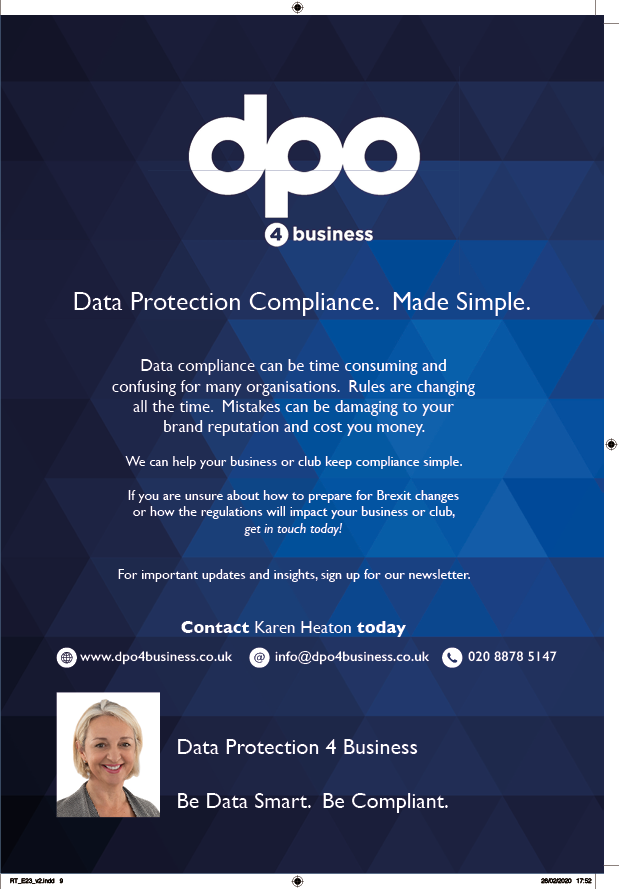 dpo
4 business
Data Protection Compliance.  Made Simple.
Data compliance can be time consuming and
confusing for many organisations.  Rules are changing
all the time.  Mistakes can be damaging to your
brand reputation and cost you money.
We can help your business or club keep compliance simple.
If you are unsure about how to prepare for Brexit changes
or how the regulations will impact your business or club,
get in touch today!
For important updates and insights, sign up for our newsletter.
Contact Karen Heaton today
www.dpo4business.co.uk @ info@dpo4business.co.uk 020 8878 5147
Data Protection 4 Business
Be Data Smart.  Be Compliant.
RT_E23_v2.indd 9 26/02/2020 17:52